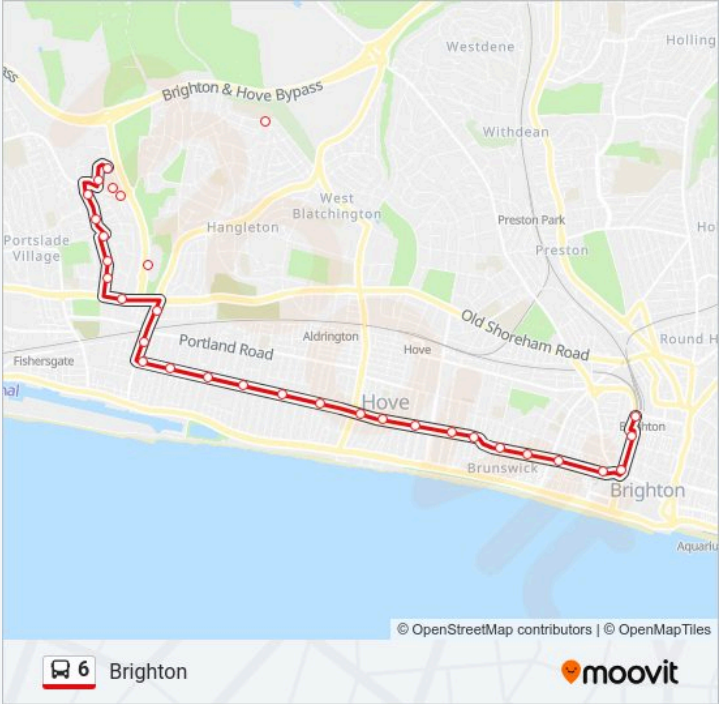 Westdene
Holling
ass
Brighton & Hove Bypass
Withdean
West
Blatchington
Preston Park
Ho
Hangleton
Portslade
Village
Preston
Old Shoreham Road
Round H
Portland Road
Aldrington
Hove
Fishersgate
nal
Hove
Brighton
Brunswick
Brighton
Aquariu
© OpenStreetMap contributors | © OpenMapTiles
6 Brighton
moovit